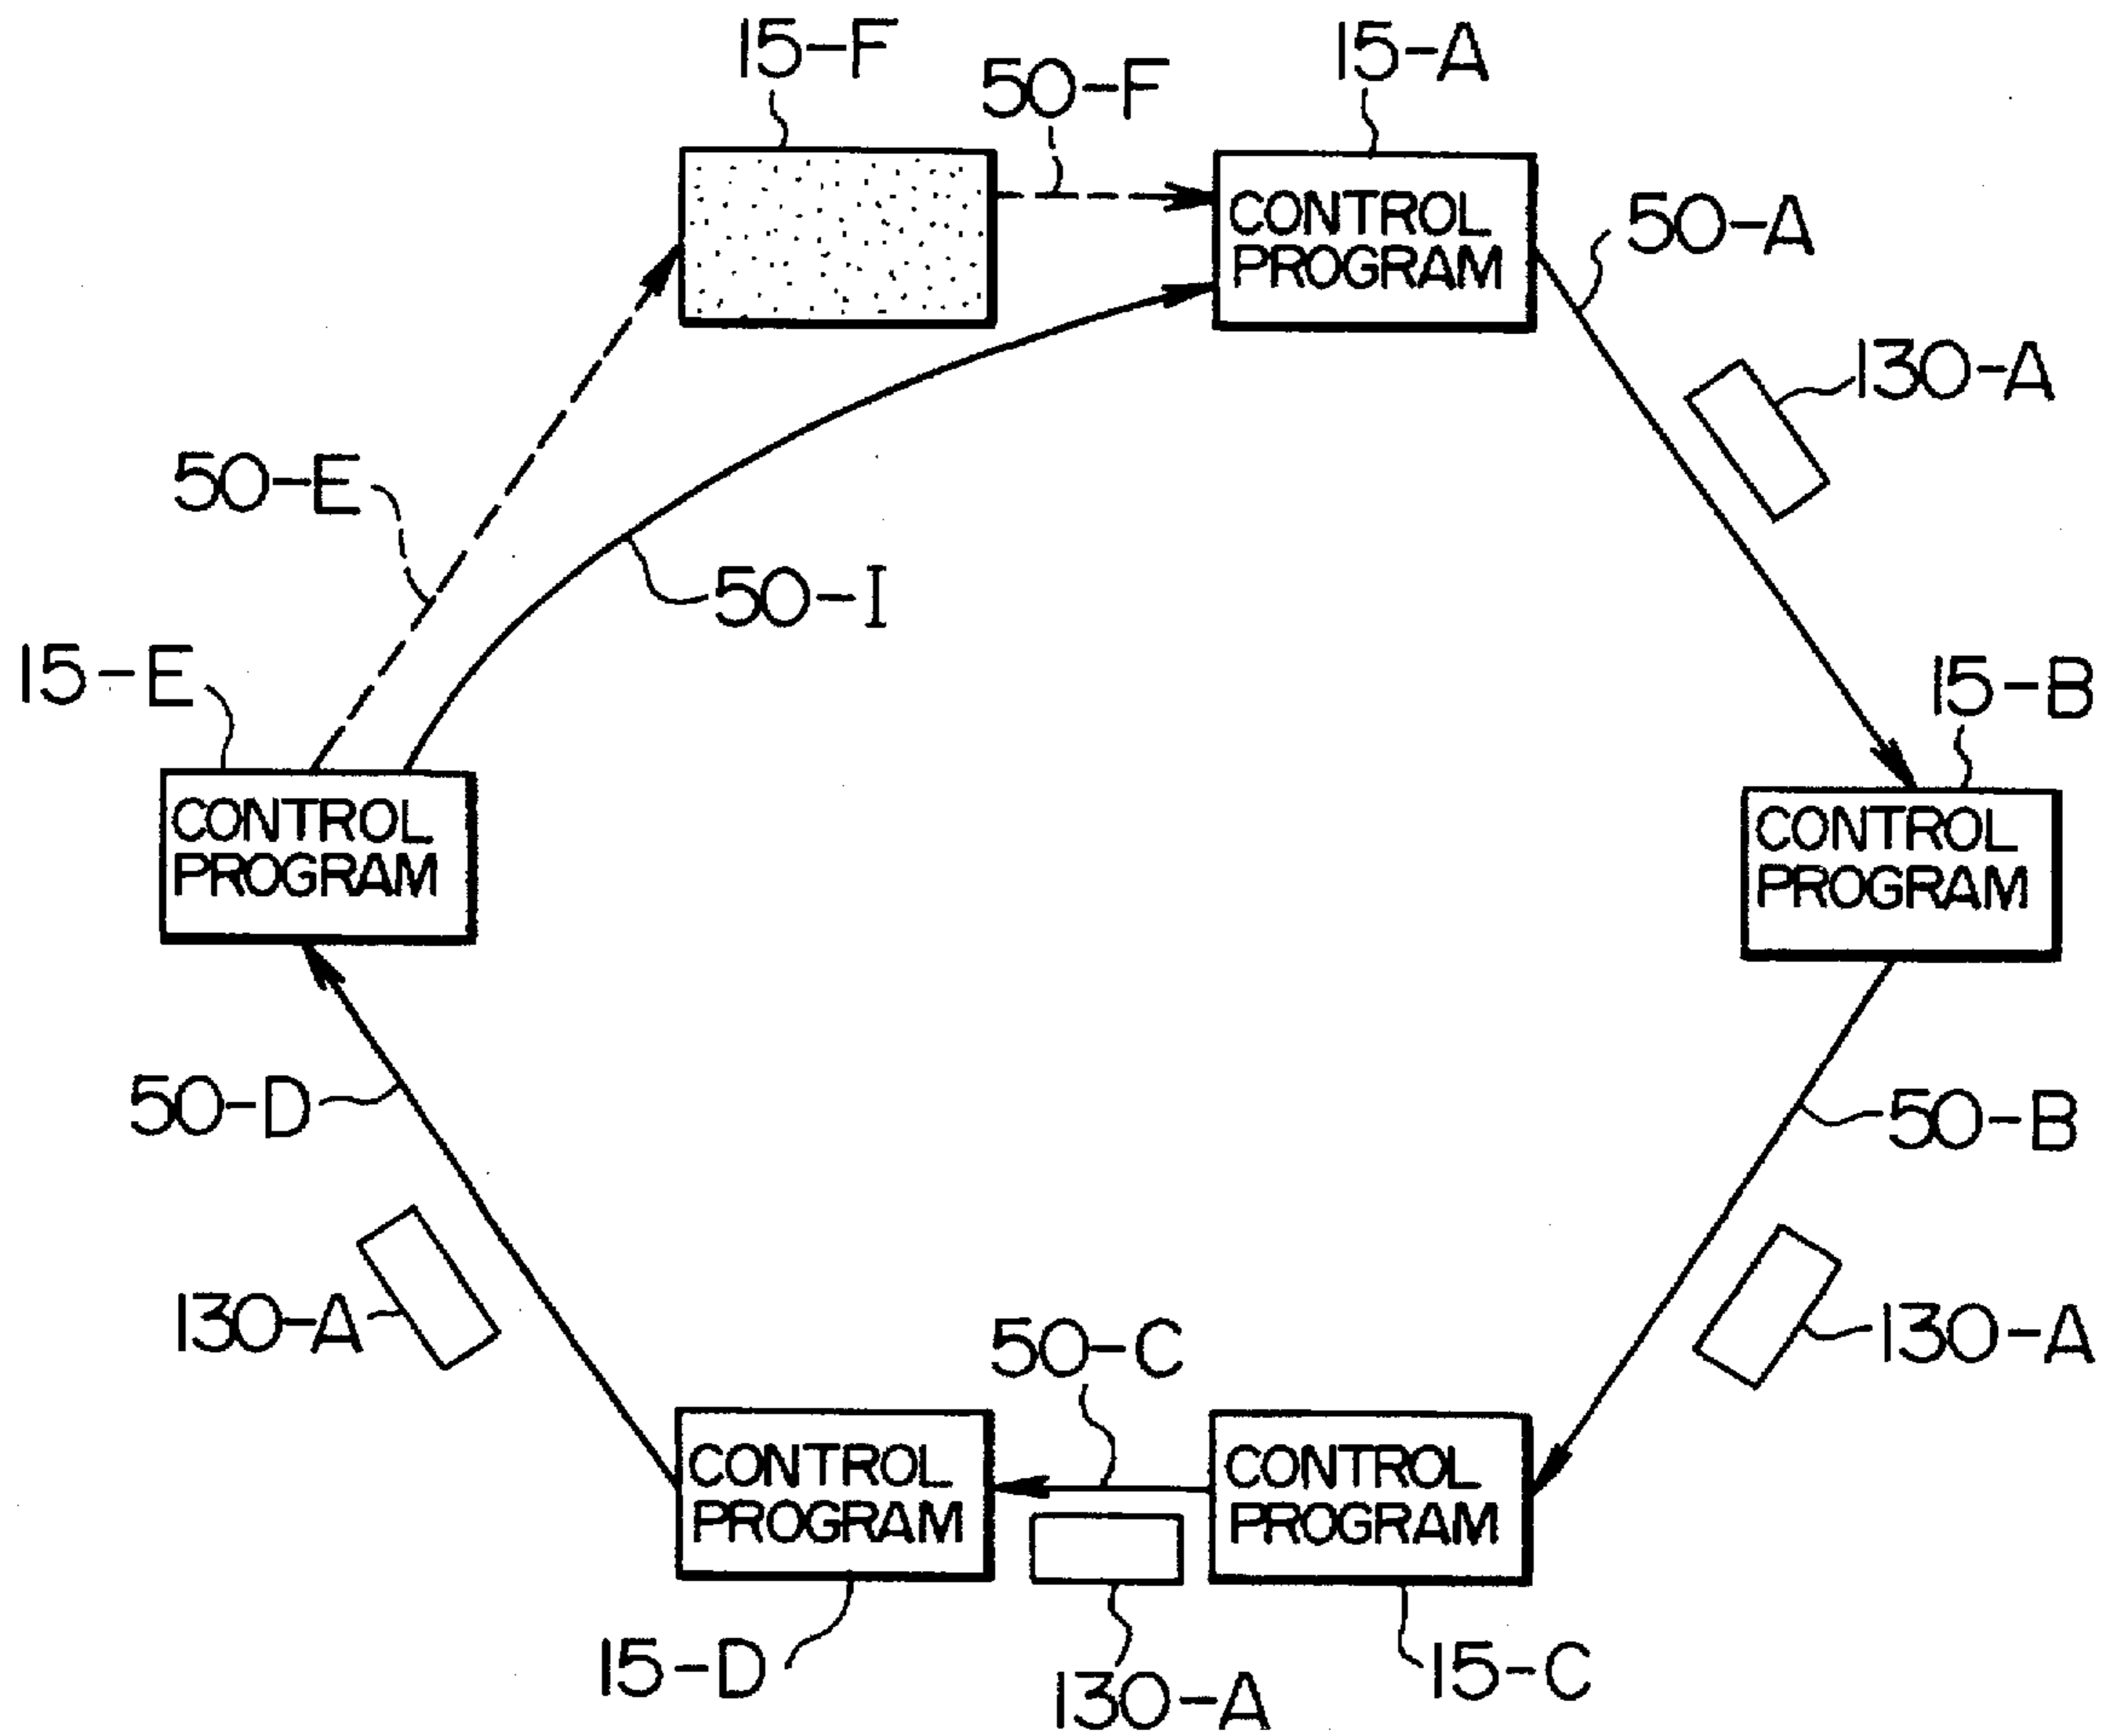 15-F
50-F
15-A
CONTROL
PROGRAM
50-A
130-A
50-E
50-I
15-E
15-B
CONTROL
PROGRAM
CONTROL
PROGRAM
50-D
50-B
130-A
50-C
130-A
CONTROL
PROGRAM
CONTROL
PROGRAM
15-D
130-A
15-C